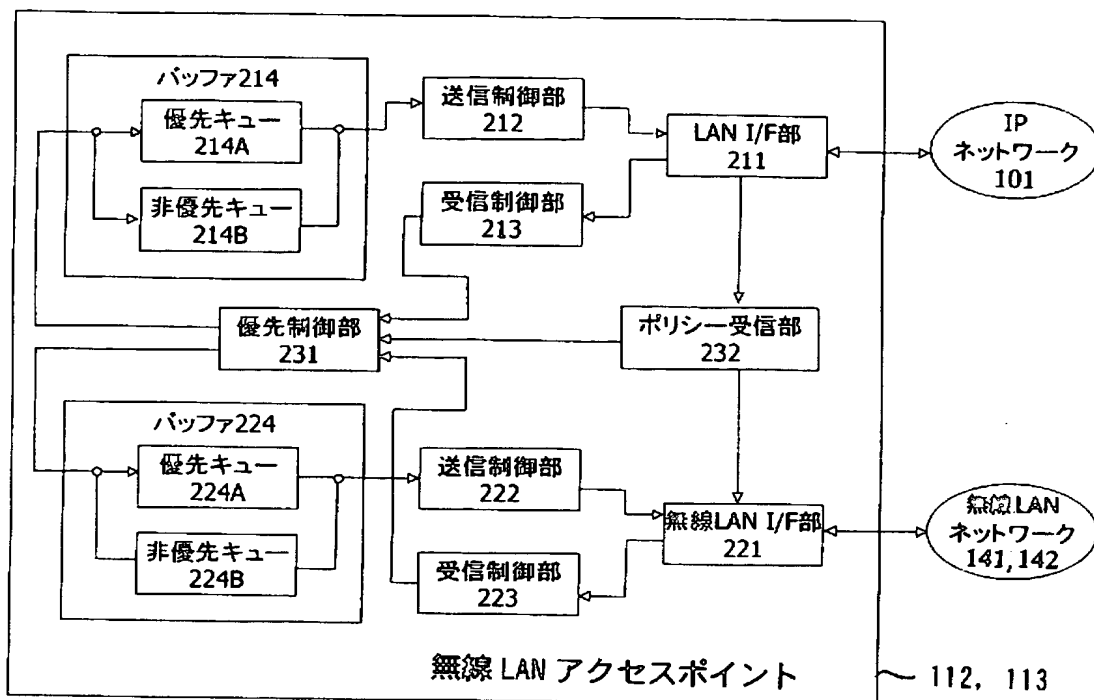 バッファ214
優先キュー
214A
非優先キュー
214B
送信制御部
212
受信制御部
213
LAN I/F部
211
IP
ネットワーク
101
優先制御部
231
ポリシー受信部
232
バッファ224
優先キュー
224A
非優先キュー
224B
送信制御部
222
受信制御部
223
無線LAN I/F部
221
無線LAN
ネットワーク
141,142
無線 LAN アクセスポイント
112, 113